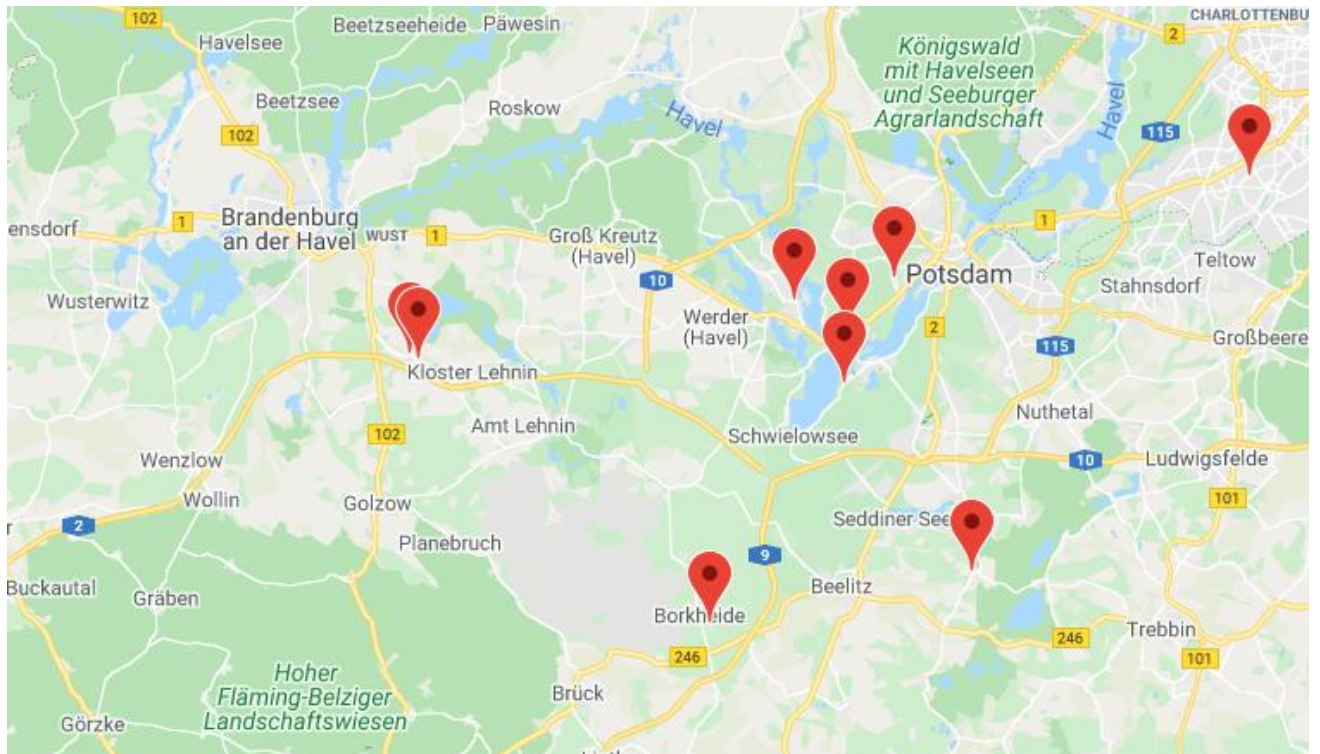 102
Beetzseeheide
Päwesin
CHARLOTTENBU
Havelsee
2
Königswald
mit Havelseen
und Seeburger
Agrarlandschaft
Beetzsee
Roskow
Havel
Havel
102
115
1
Brandenburg
an der Havel
WUST
1
ensdorf
Groß Kreutz
(Havel)
1
10
Potsdam
Teltow
Stahnsdorf
Wusterwitz
Werder
(Havel)
2
115
Großbeere
Kloster Lehnin
Nuthetal
102
Amt Lehnin
Schwielowsee
Wenzlow
10
Ludwigsfelde
Wollin
Golzow
101
2
r
Seddiner See
Planebruch
9
Buckautal
Gräben
Beelitz
Borkheide
Trebbin
246
246
101
Hoher
Fläming-Belziger
Landschaftswiesen
Brück
Görzke